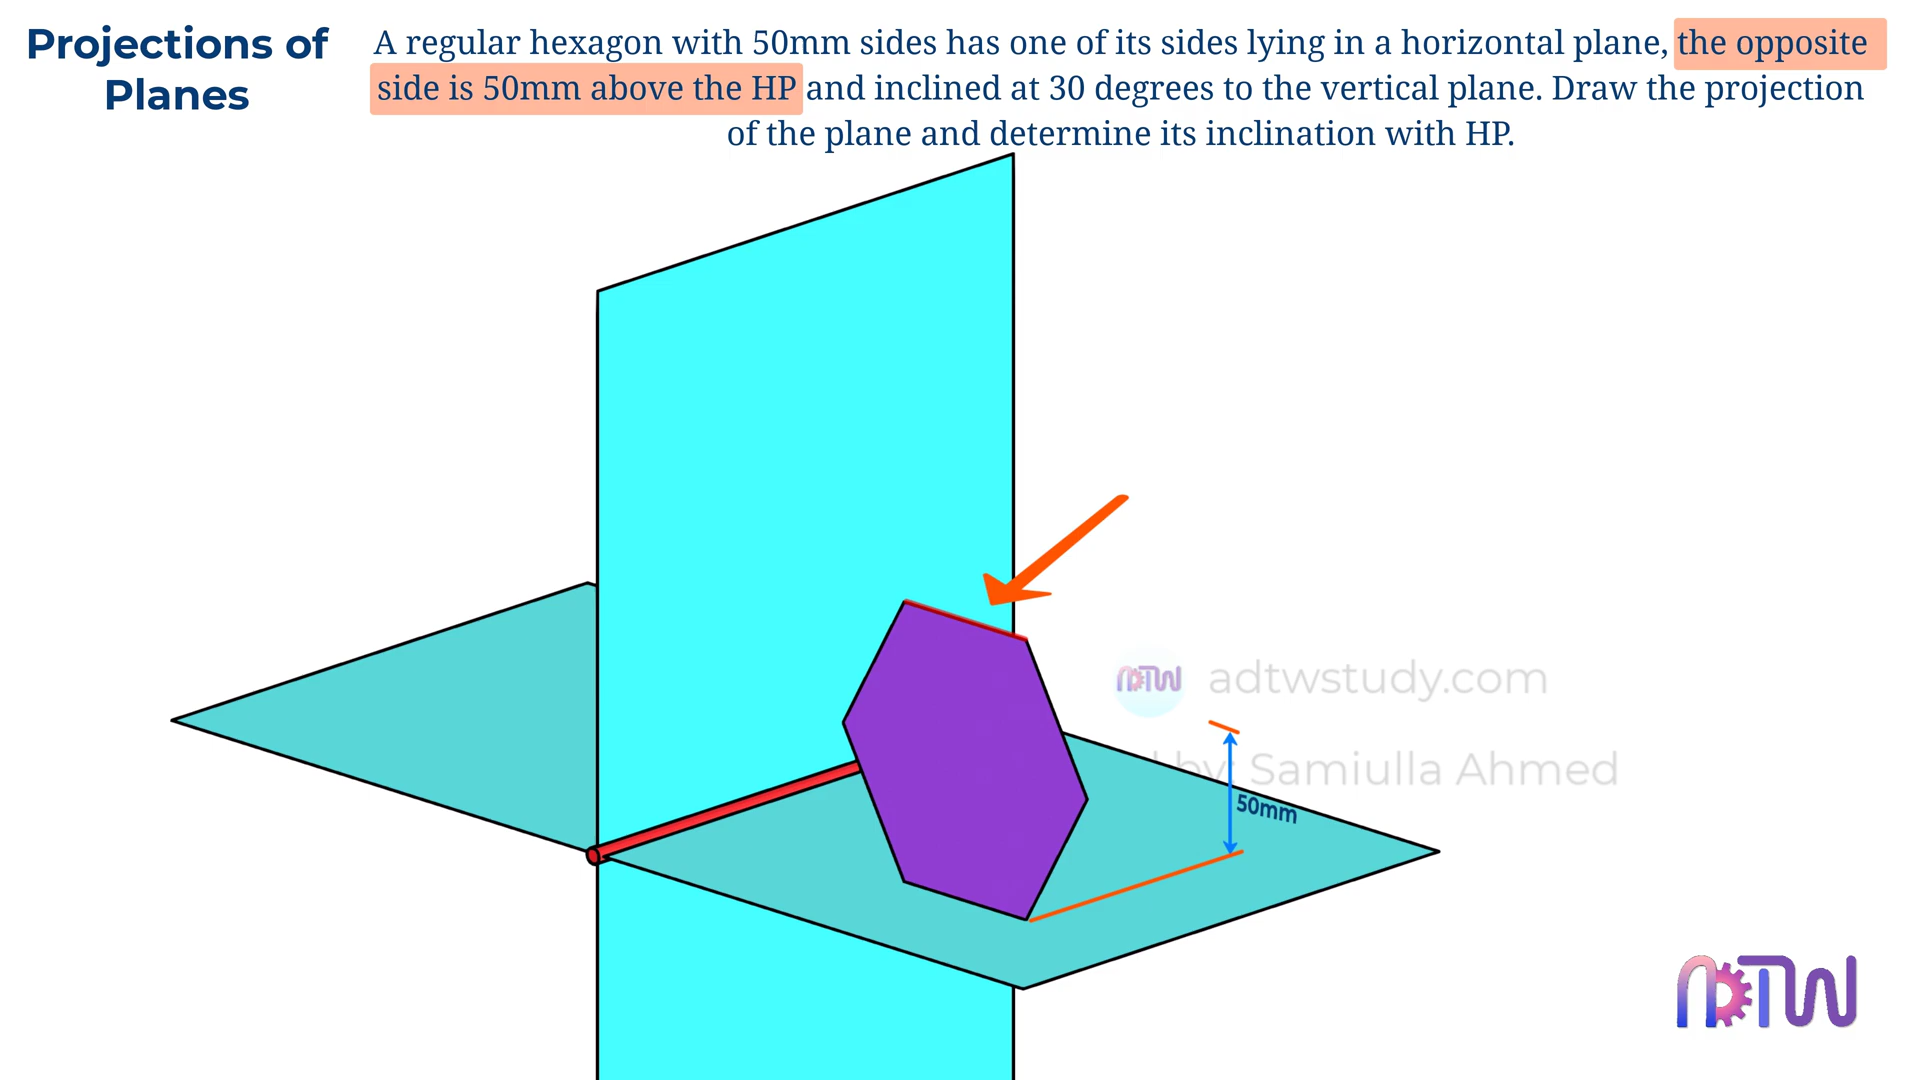 Projections of
Planes
A regular hexagon with 50mm sides has one of its sides lying in a horizontal plane, the opposite
side is 50mm above the HP and inclined at 30 degrees to the vertical plane. Draw the projection
of the plane and determine its inclination with HP.
adtwstudy.com
by: Samiulla Ahmed
50mm